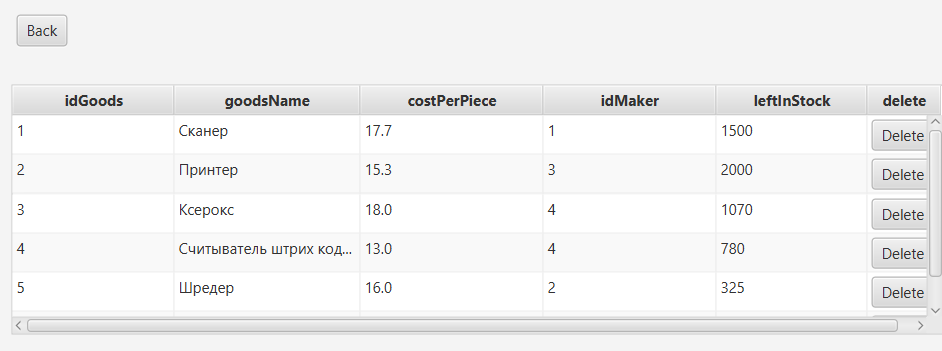 Back
idGoods goodsName costPerPiece idMaker leftInStock delete
1 Сканер 17.7 1 1500 Delete
2 Принтер 15.3 3 2000 Delete
3 Ксерокс 18.0 4 1070 Delete
4 Считыватель штрих код... 13.0 4 780 Delete
5 Шредер 16.0 2 325 Delete